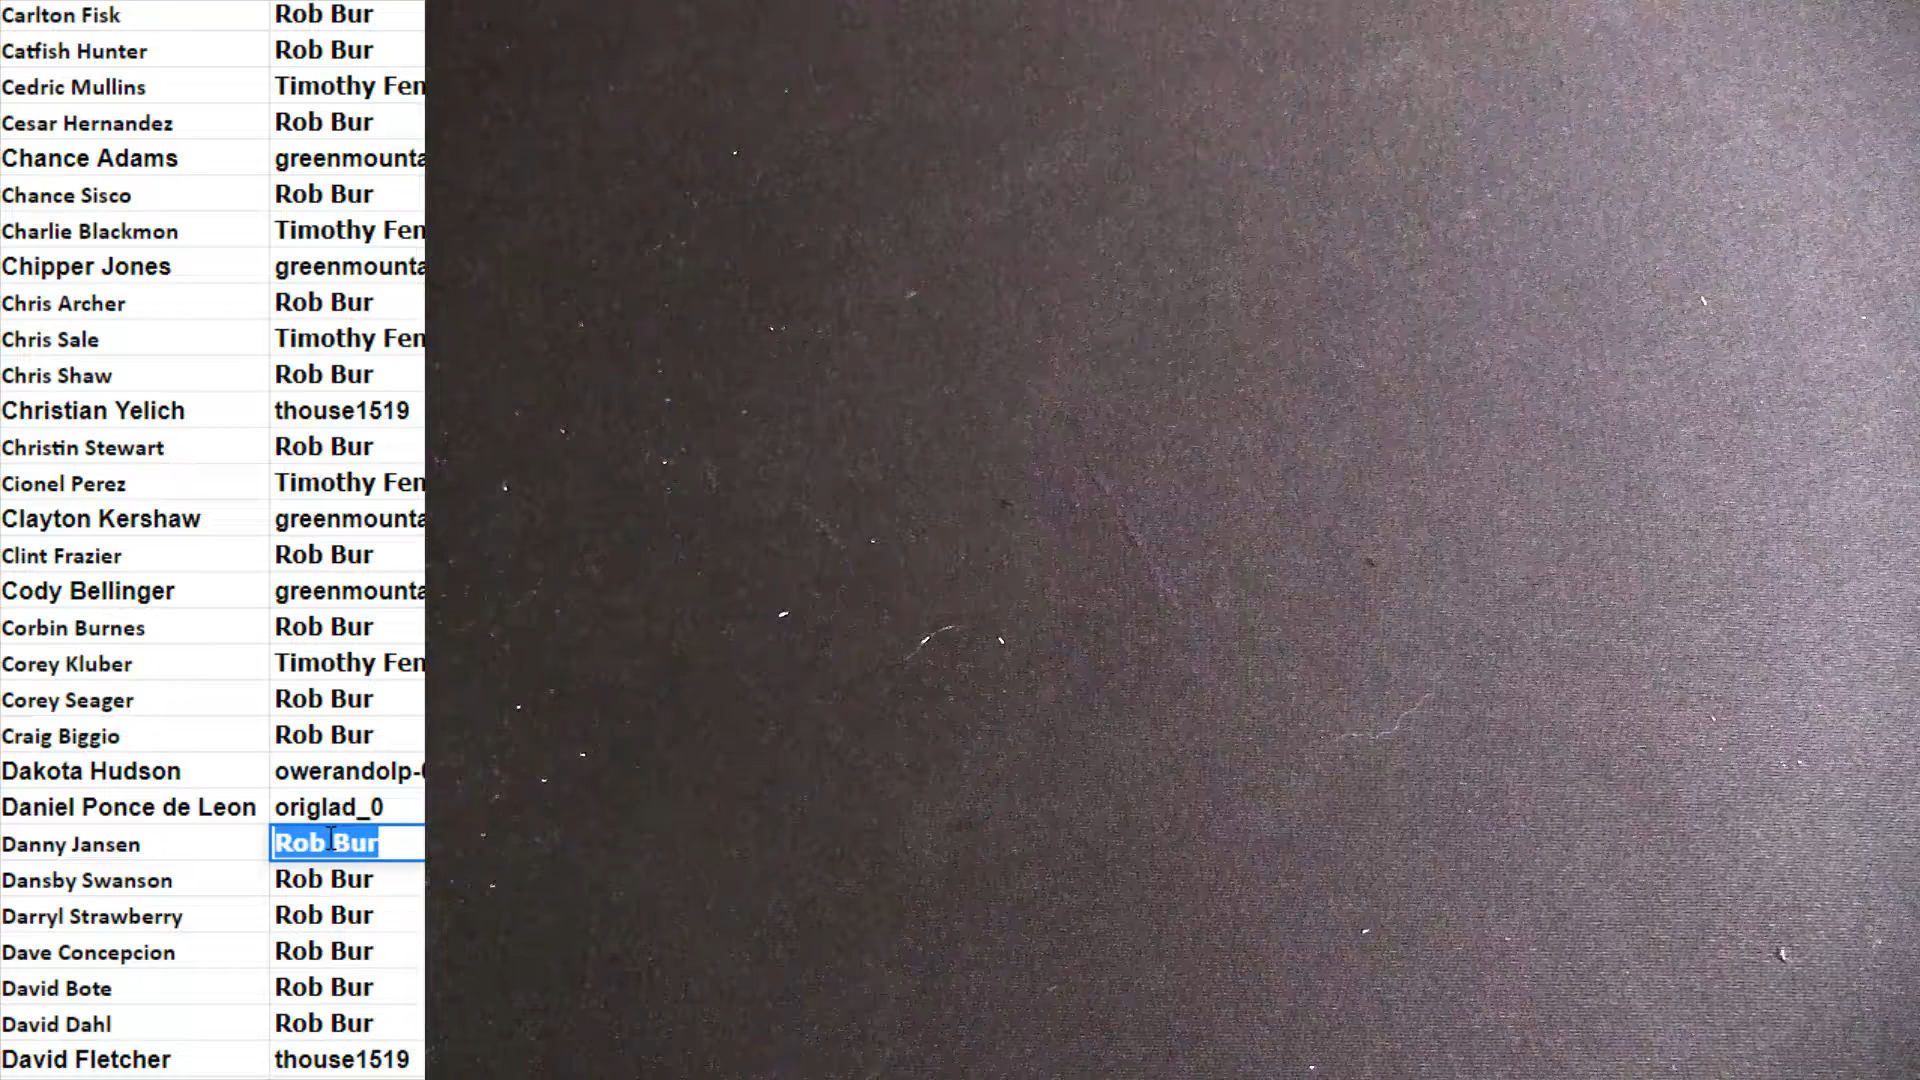 Carlton Fisk Rob Bur
Catfish Hunter Rob Bur
Cedric Mullins Timothy Fen
Cesar Hernandez Rob Bur
Chance Adams greenmounta
Chance Sisco Rob Bur
Charlie Blackmon Timothy Fen
Chipper Jones greenmounta
Chris Archer Rob Bur
Chris Sale Timothy Fen
Chris Shaw Rob Bur
Christian Yelich thouse1519
Christin Stewart Rob Bur
Cionel Perez Timothy Fen
Clayton Kershaw greenmounta
Clint Frazier Rob Bur
Cody Bellinger greenmounta
Corbin Burnes Rob Bur
Corey Kluber Timothy Fen
Corey Seager Rob Bur
Craig Biggio Rob Bur
Dakota Hudson owerandolp-
Daniel Ponce de Leon origlad_0
Danny Jansen Rob Bur
Dansby Swanson Rob Bur
Darryl Strawberry Rob Bur
Dave Concepcion Rob Bur
David Bote Rob Bur
David Dahl Rob Bur
David Fletcher thouse1519